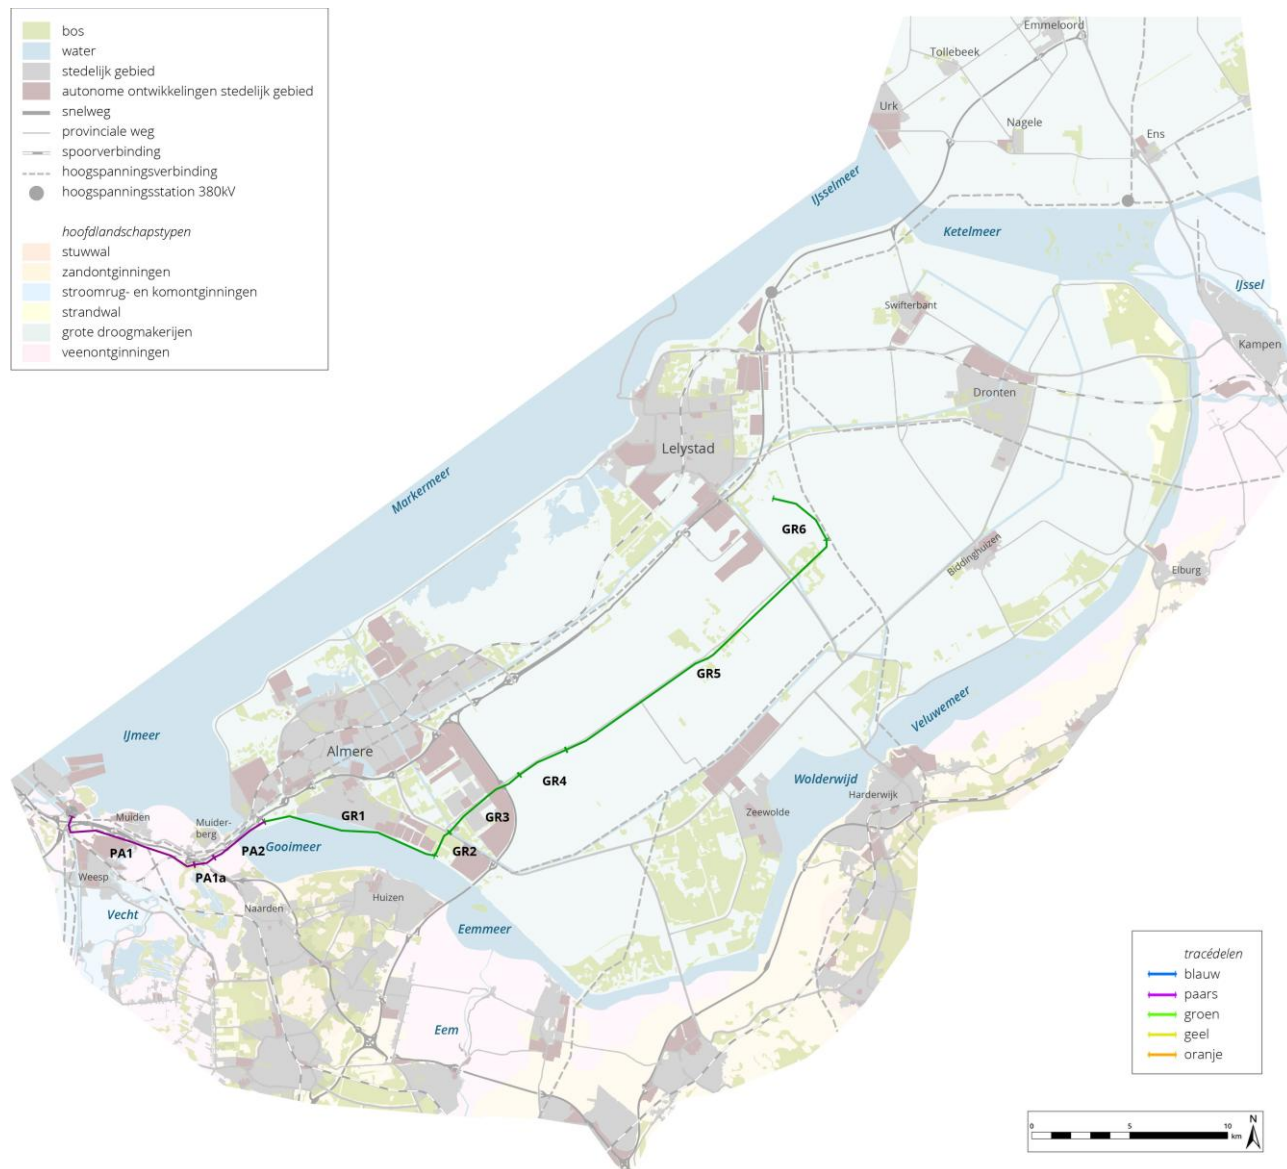 bos
water
stedelijk gebied
autonome ontwikkelingen stedelijk gebied
snelweg
provinciale weg
spoorverbinding
hoogspanningsverbinding
hoogspanningsstation 380kV
hoofdlandschapstypen
stuwwal
zandontginningen
stroomrug- en komontginningen
strandwal
grote droogmakerijen
veenontginningen
Emmeloord
Tollebeek
Urk
Nagele
Ens
IJsselmeer
Ketelmeer
IJssel
Swifterbant
Kampen
Dronten
Lelystad
Markermeer
GR6
Biddinghuizen
Elburg
GR5
Veluwemeer
IJmeer
Almere
GR4
Wolderwijd
Harderwijk
Zeewolde
Muiden
Muider-
berg
GR1
GR3
PA1
PA2
Gooimeer
GR2
Weesp
PA1a
Naarden
Huizen
Vecht
Eemmeer
Eem
tracédelen
blauw
paars
groen
geel
oranje
N
0 5 10
km